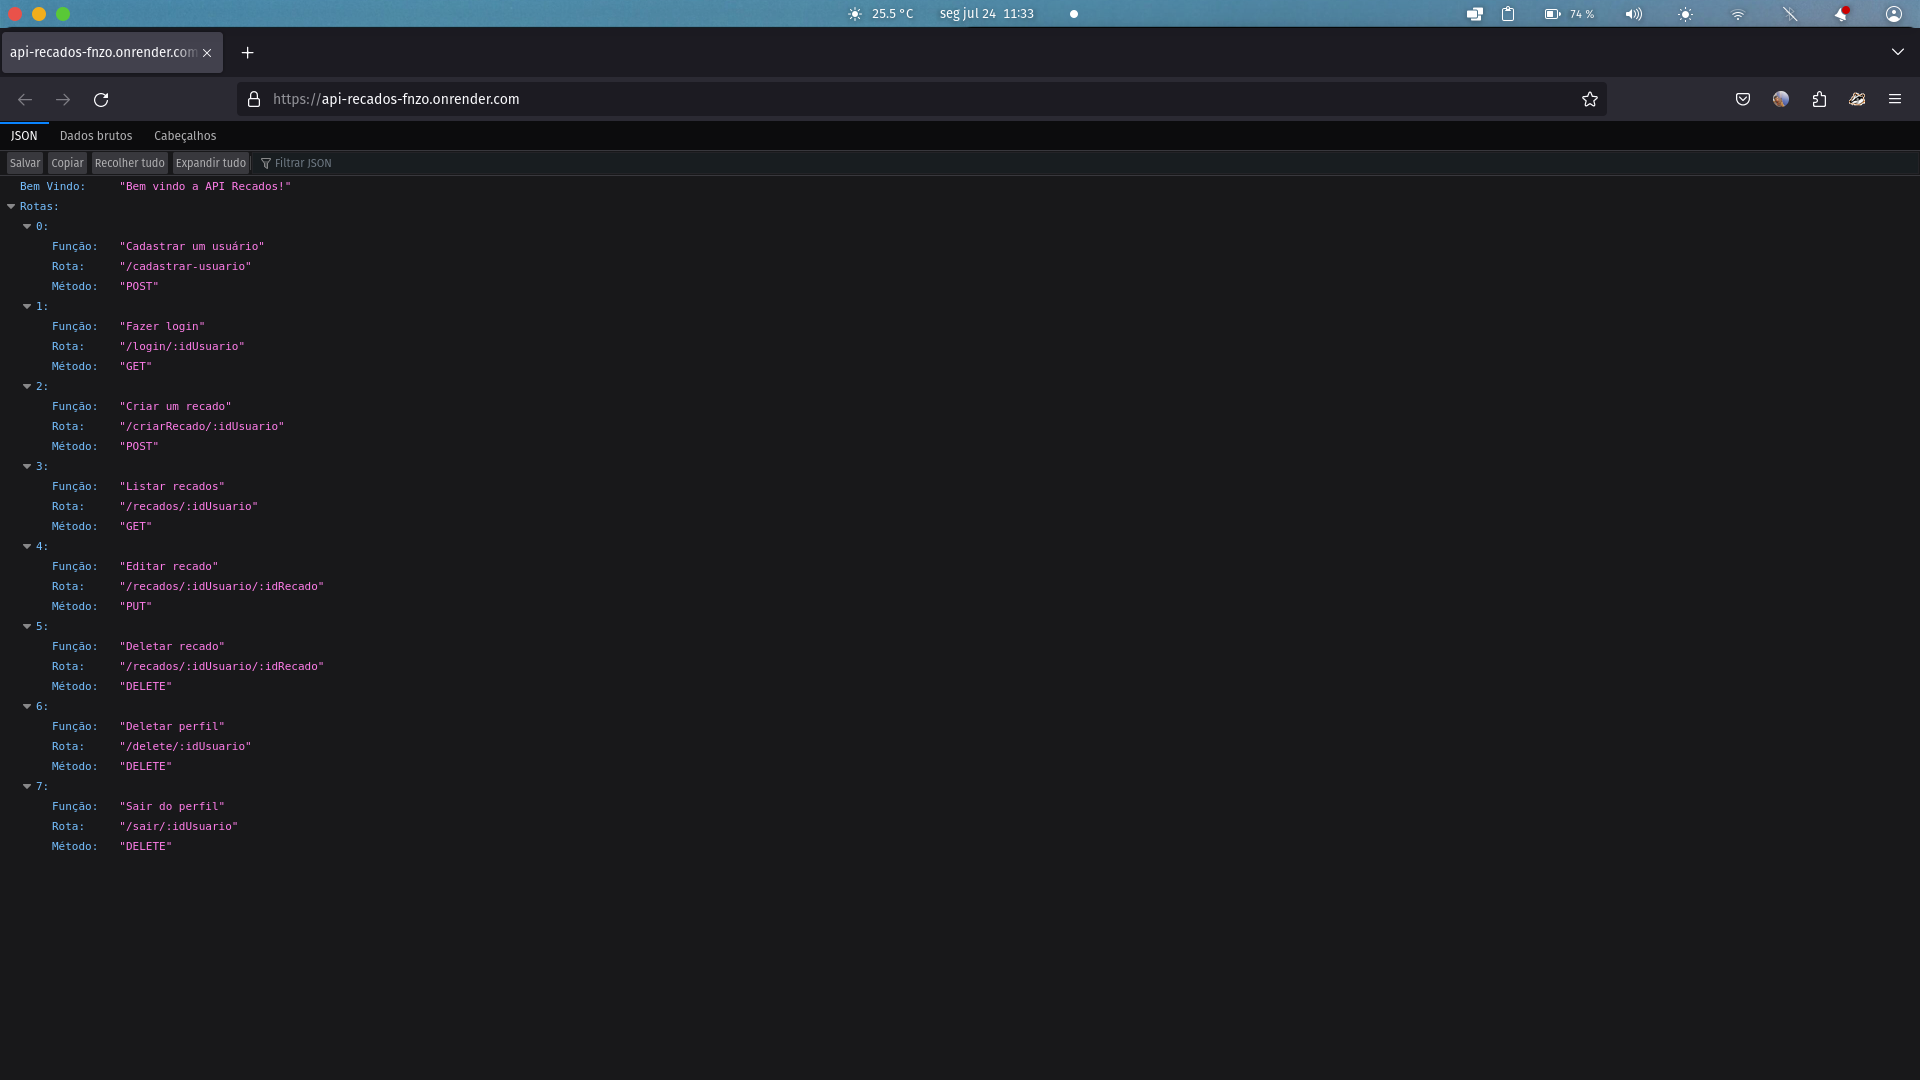 25.5 °C seg jul 24 11:33 74 %
api-recados-fnzo.onrender.com
https://api-recados-fnzo.onrender.com
JSON Dados brutos Cabeçalhos
Salvar Copiar Recolher tudo Expandir tudo Filtrar JSON
Bem Vindo: "Bem vindo a API Recados!"
Rotas:
0:
Função: "Cadastrar um usuário"
Rota: "/cadastrar-usuario"
Método: "POST"
1:
Função: "Fazer login"
Rota: "/login/:idUsuario"
Método: "GET"
2:
Função: "Criar um recado"
Rota: "/criarRecado/:idUsuario"
Método: "POST"
3:
Função: "Listar recados"
Rota: "/recados/:idUsuario"
Método: "GET"
4:
Função: "Editar recado"
Rota: "/recados/:idUsuario/:idRecado"
Método: "PUT"
5:
Função: "Deletar recado"
Rota: "/recados/:idUsuario/:idRecado"
Método: "DELETE"
6:
Função: "Deletar perfil"
Rota: "/delete/:idUsuario"
Método: "DELETE"
7:
Função: "Sair do perfil"
Rota: "/sair/:idUsuario"
Método: "DELETE"